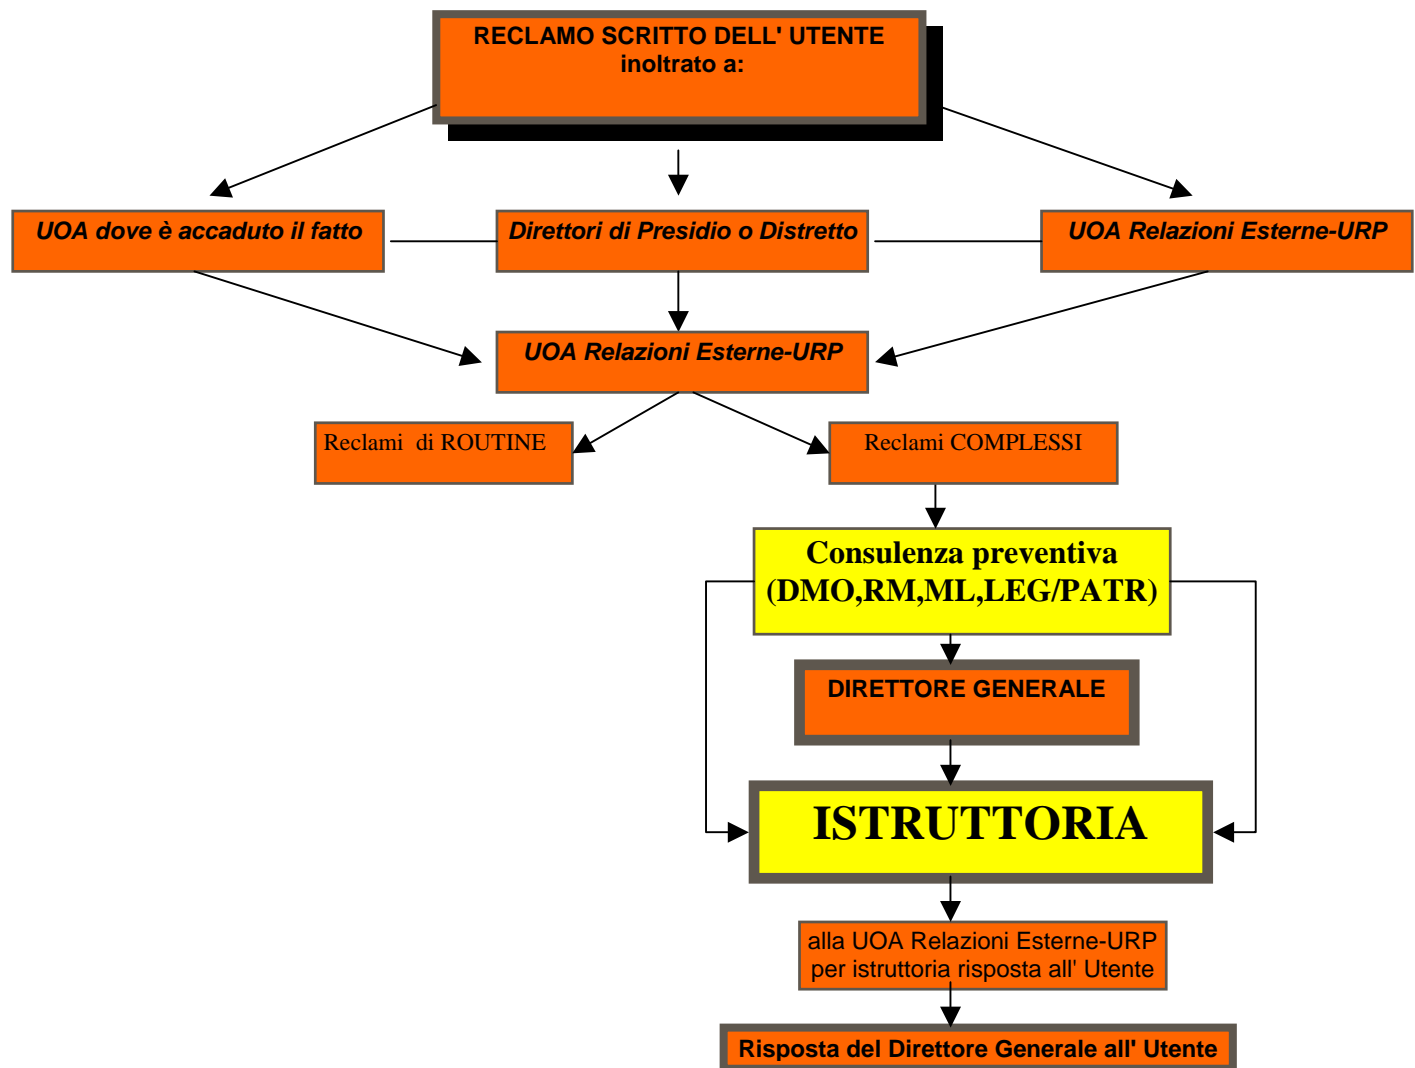 RECLAMO SCRITTO DELL' UTENTE
inoltrato a:
UOA dove è accaduto il fatto
Direttori di Presidio o Distretto
UOA Relazioni Esterne-URP
UOA Relazioni Esterne-URP
Reclami di ROUTINE
Reclami COMPLESSI
Consulenza preventiva
(DMO,RM,ML,LEG/PATR)
DIRETTORE GENERALE
ISTRUTTORIA
alla UOA Relazioni Esterne-URP
per istruttoria risposta all' Utente
Risposta del Direttore Generale all' Utente